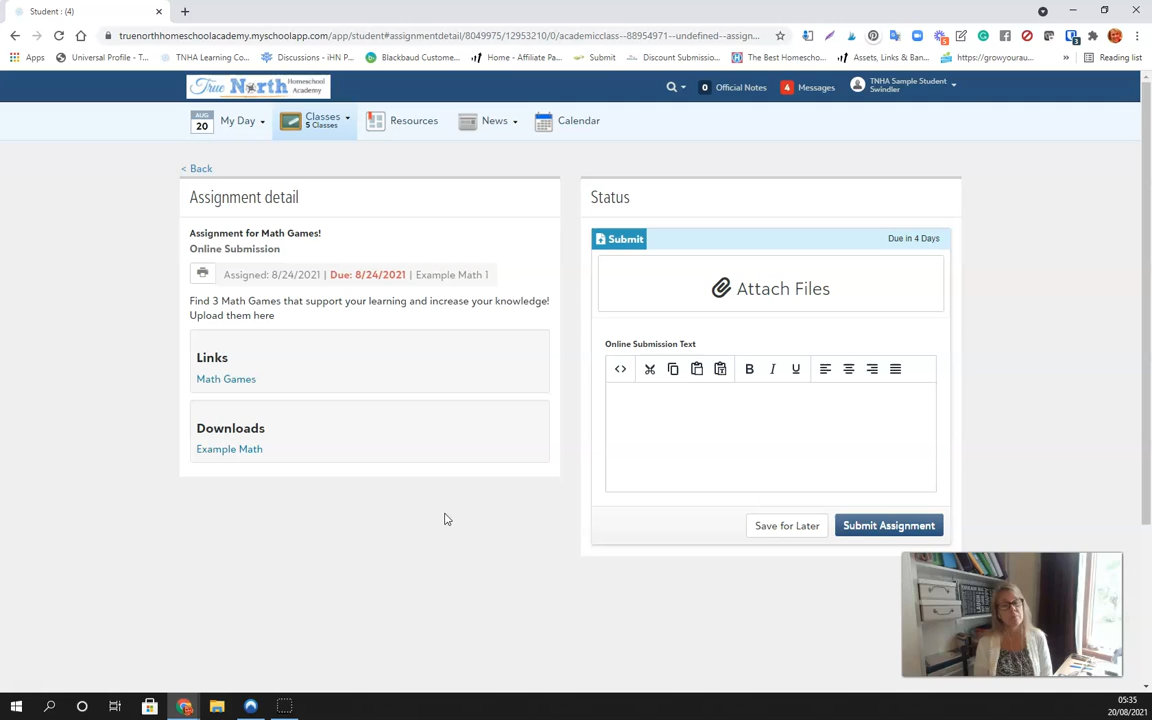 Student : (4)
truenorthhomeschoolacademy.myschoolapp.com/app/student#assignmentdetail/8049975/12953210/0/academicclass--88954971--undefined--assign...
Apps
Universal Profile - T...
TNHA Learning Co...
Discussions - iHN P...
Blackbaud Custome...
Home - Affiliate Pa...
Submit
Discount Submissio...
The Best Homescho...
Assets, Links & Ban...
https://growyourau...
»
Reading list
True North Homeschool Academy
0 Official Notes
4 Messages
TNHA Sample Student
Swindler
AUG
20
My Day
Classes
5 Classes
Resources
News
Calendar
< Back
Assignment detail
Assignment for Math Games!
Online Submission
Assigned: 8/24/2021 | Due: 8/24/2021 | Example Math 1
Find 3 Math Games that support your learning and increase your knowledge!
Upload them here
Links
Math Games
Downloads
Example Math
Status
Submit
Due in 4 Days
Attach Files
Online Submission Text
B I U
Save for Later
Submit Assignment
05:35
20/08/2021